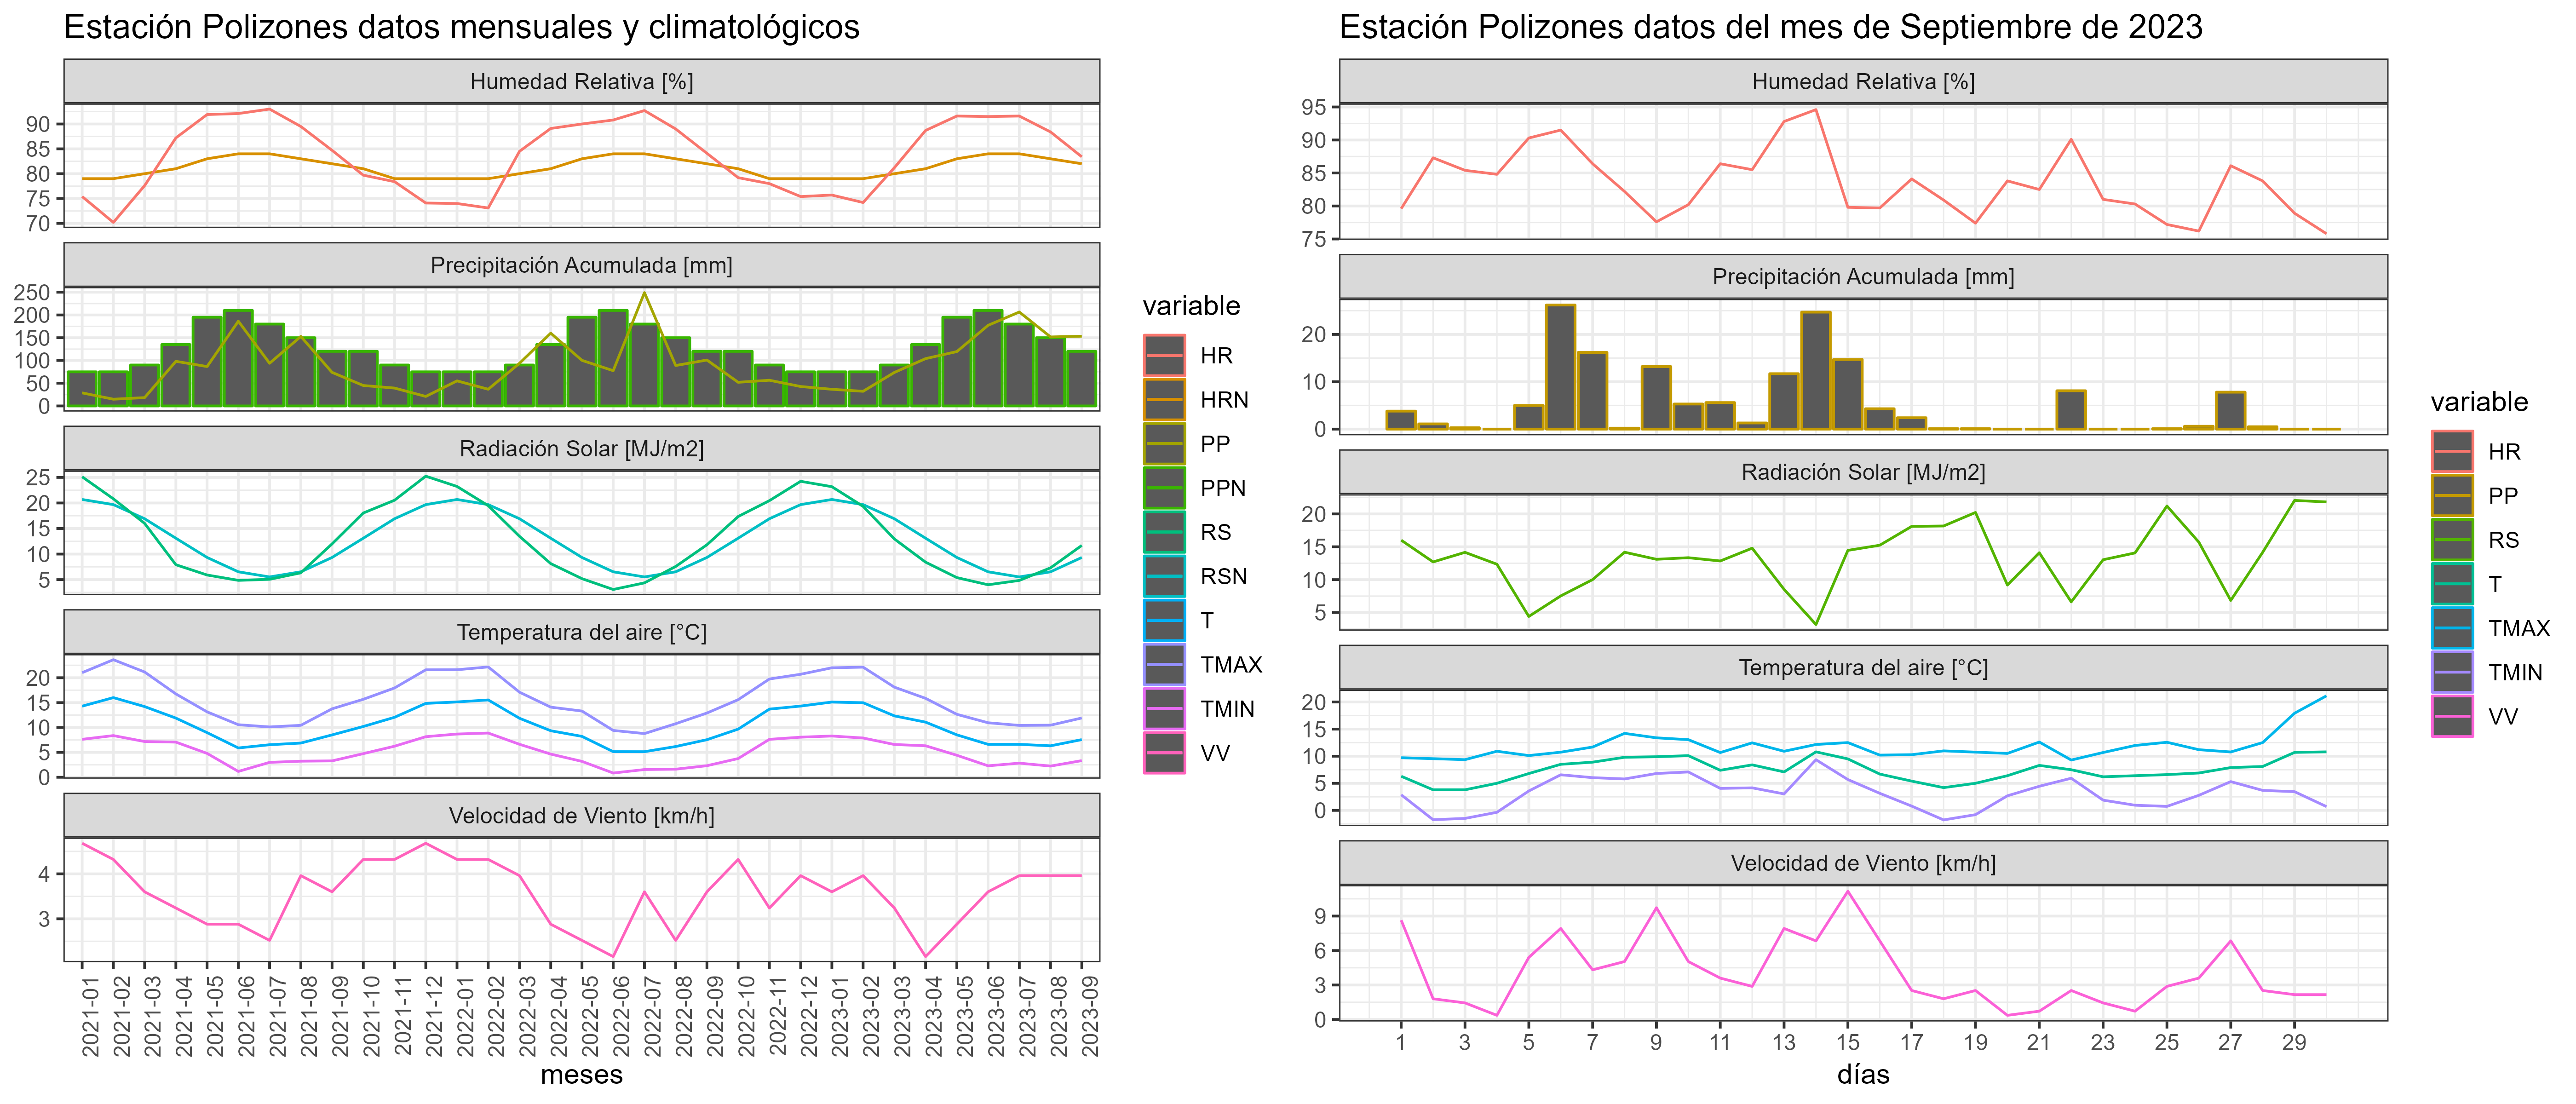 Estación Polizones datos mensuales y climatológicos
Humedad Relativa [%]
90
85
80
75
70
Precipitación Acumulada [mm]
250
200
150
100
50
0
Radiación Solar [MJ/m2]
25
20
15
10
5
Temperatura del aire [°C]
20
15
10
5
0
Velocidad de Viento [km/h]
4
3
2021-01
2021-02
2021-03
2021-04
2021-05
2021-06
2021-07
2021-08
2021-09
2021-10
2021-11
2021-12
2022-01
2022-02
2022-03
2022-04
2022-05
2022-06
2022-07
2022-08
2022-09
2022-10
2022-11
2022-12
2023-01
2023-02
2023-03
2023-04
2023-05
2023-06
2023-07
2023-08
2023-09
meses
variable
HR
HRN
PP
PPN
RS
RSN
T
TMAX
TMIN
VV
Estación Polizones datos del mes de Septiembre de 2023
Humedad Relativa [%]
95
90
85
80
75
Precipitación Acumulada [mm]
20
10
0
Radiación Solar [MJ/m2]
20
15
10
5
Temperatura del aire [°C]
20
15
10
5
0
Velocidad de Viento [km/h]
9
6
3
0
1 3 5 7 9 11 13 15 17 19 21 23 25 27 29
días
variable
HR
PP
RS
T
TMAX
TMIN
VV